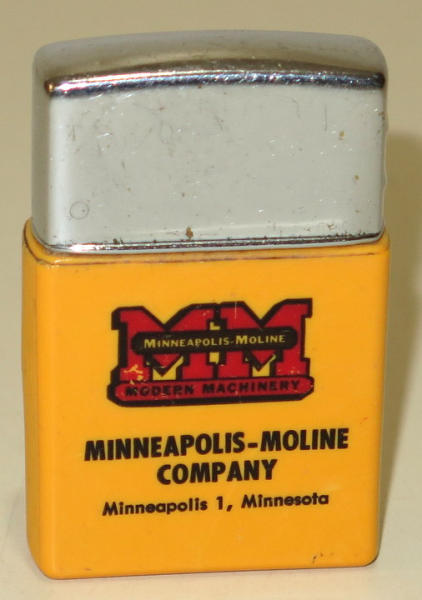 MM
MINNEAPOLIS-MOLINE
MODERN MACHINERY
MINNEAPOLIS-MOLINE
COMPANY
Minneapolis 1, Minnesota